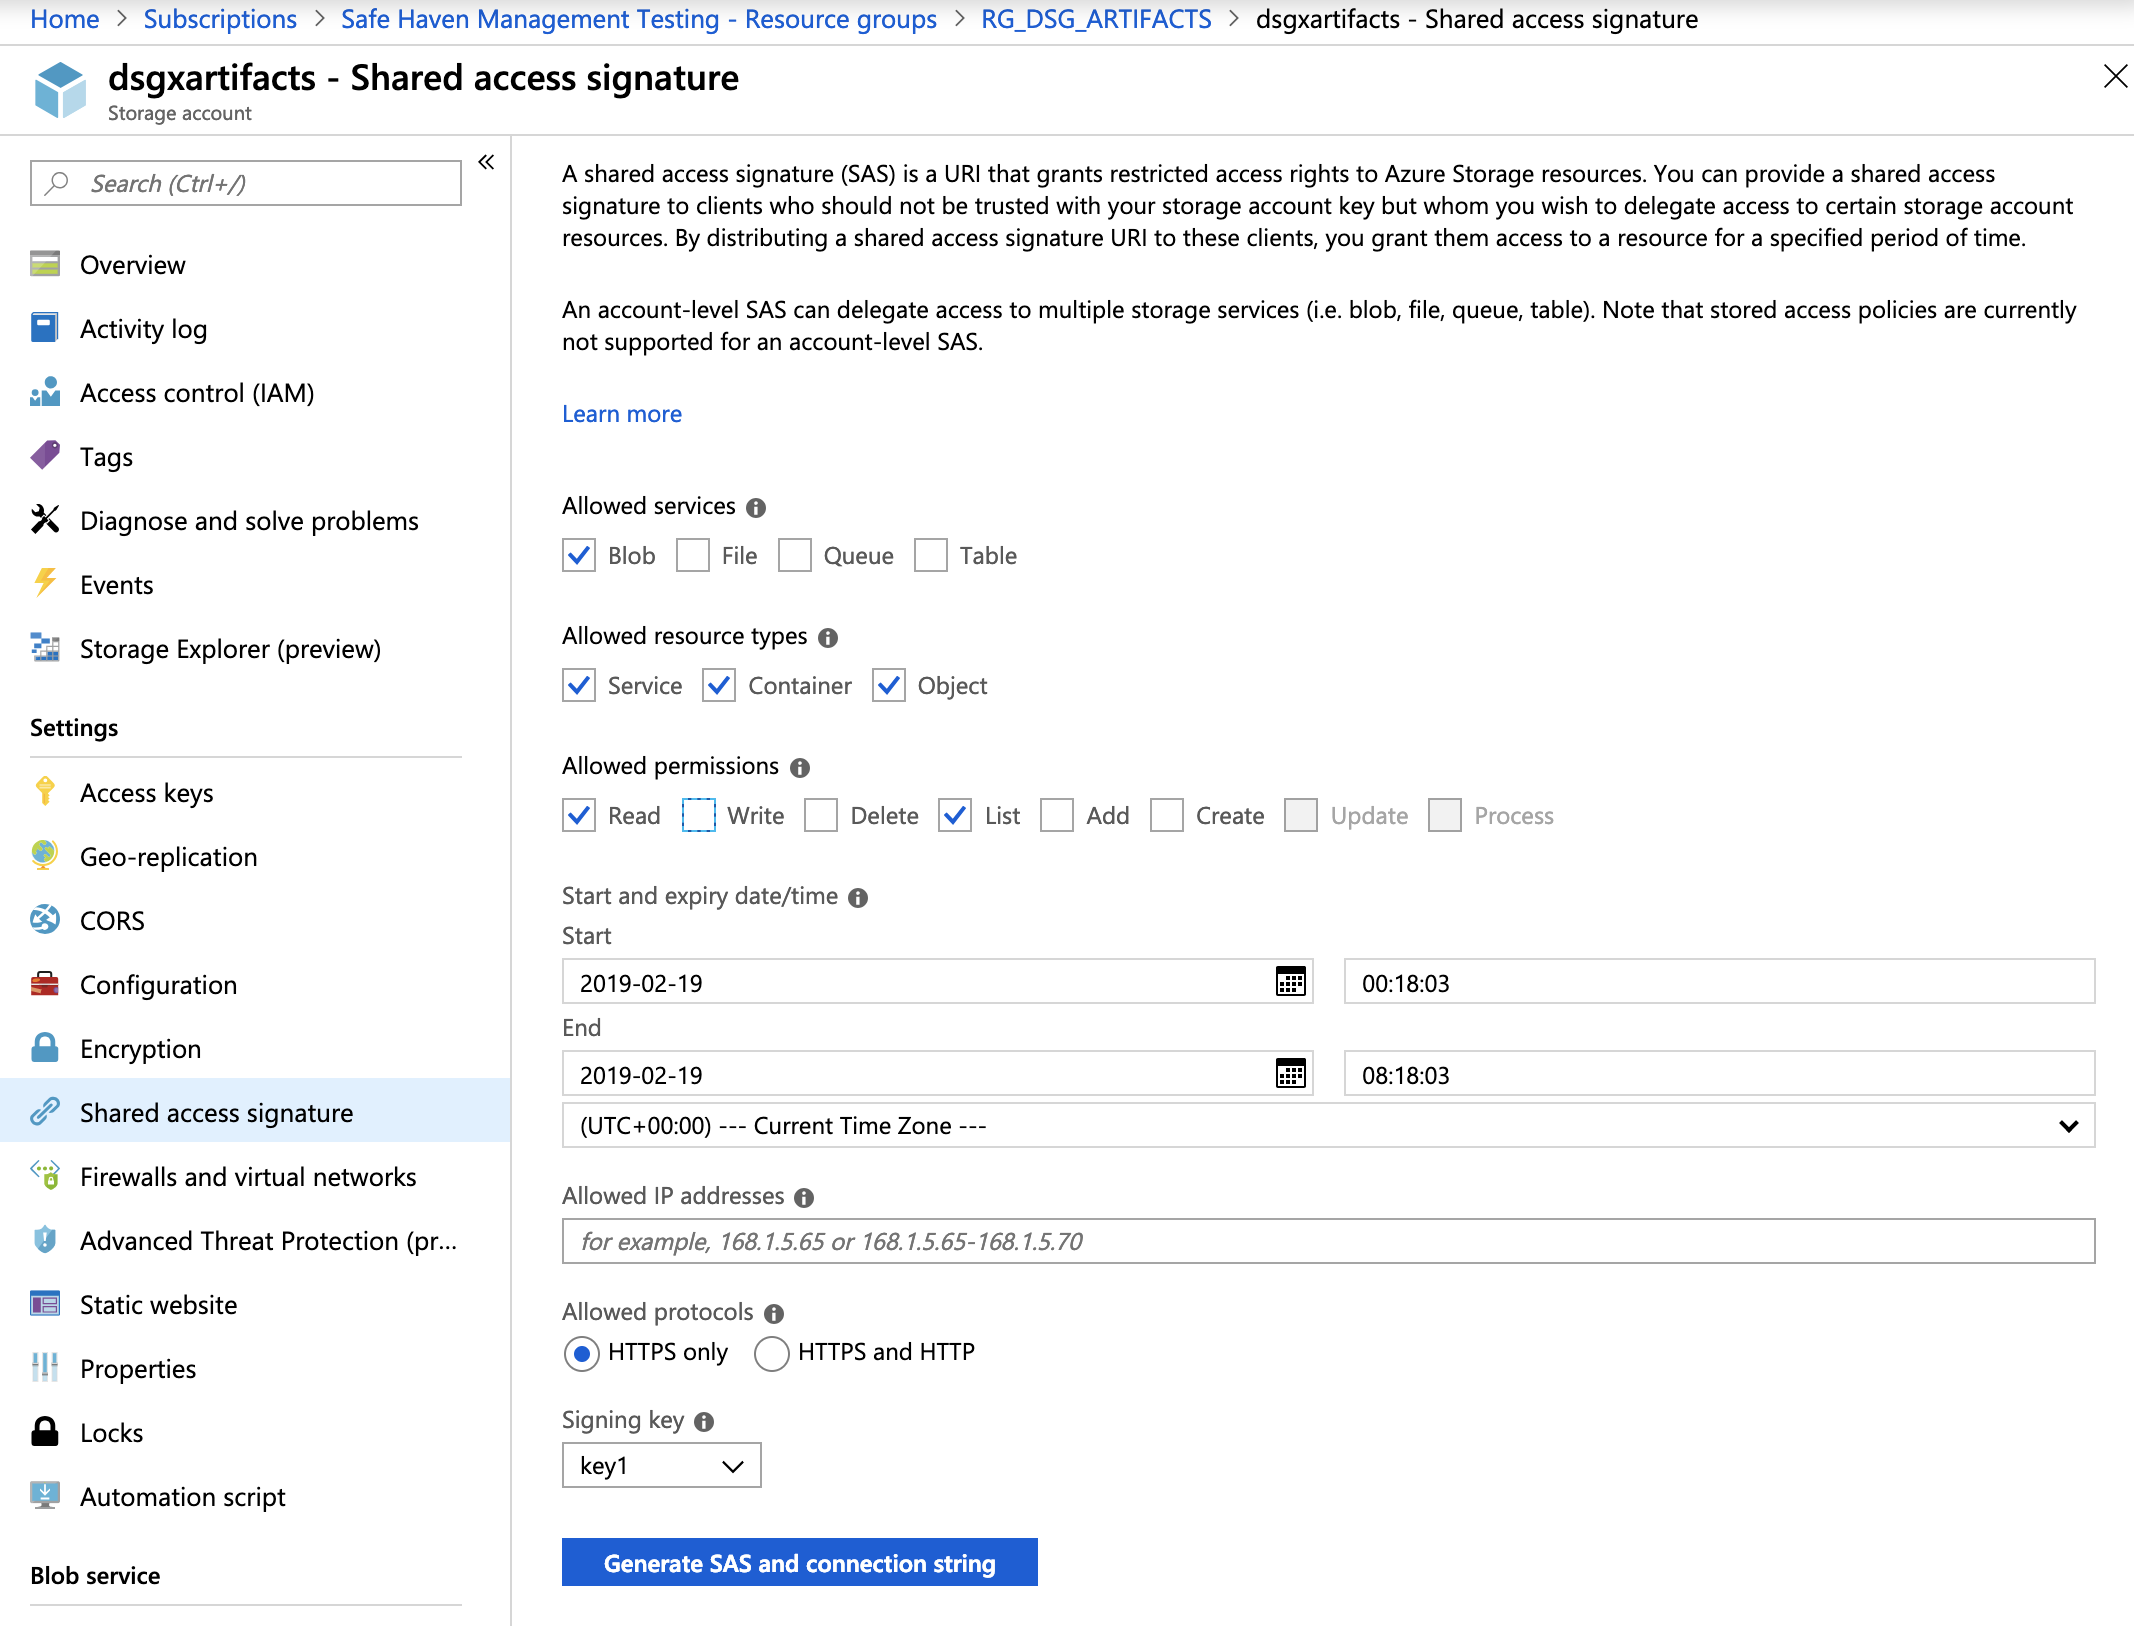 Home > Subscriptions > Safe Haven Management Testing - Resource groups > RG_DSG_ARTIFACTS > dsgxartifacts - Shared access signature
dsgxartifacts - Shared access signature
Storage account
Search (Ctrl+/)
«
Overview
Activity log
Access control (IAM)
Tags
Diagnose and solve problems
Events
Storage Explorer (preview)
Settings
Access keys
Geo-replication
CORS
Configuration
Encryption
Shared access signature
Firewalls and virtual networks
Advanced Threat Protection (pr...
Static website
Properties
Locks
Automation script
Blob service
A shared access signature (SAS) is a URI that grants restricted access rights to Azure Storage resources. You can provide a shared access
signature to clients who should not be trusted with your storage account key but whom you wish to delegate access to certain storage account
resources. By distributing a shared access signature URI to these clients, you grant them access to a resource for a specified period of time.
An account-level SAS can delegate access to multiple storage services (i.e. blob, file, queue, table). Note that stored access policies are currently
not supported for an account-level SAS.
Learn more
Allowed services
Blob File Queue Table
Allowed resource types
Service Container Object
Allowed permissions
Read Write Delete List Add Create Update Process
Start and expiry date/time
Start
2019-02-19 00:18:03
End
2019-02-19 08:18:03
(UTC+00:00) --- Current Time Zone ---
Allowed IP addresses
for example, 168.1.5.65 or 168.1.5.65-168.1.5.70
Allowed protocols
HTTPS only HTTPS and HTTP
Signing key
key1
Generate SAS and connection string